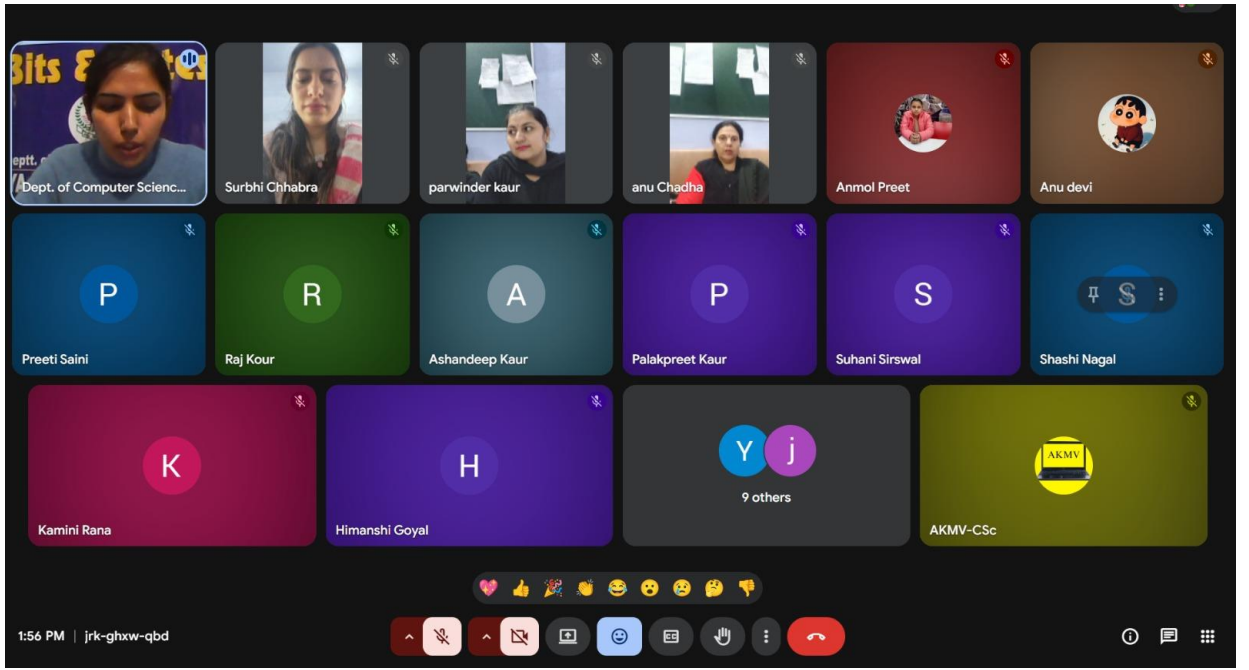 Bits &
eptt.
Dept. of Computer Scienc...
Surbhi Chhabra
parwinder kaur
anu Chadha
Anmol Preet
Anu devi
P
Preeti Saini
R
Raj Kour
A
Ashandeep Kaur
P
Palakpreet Kaur
S
Suhani Sirswal
S
Shashi Nagal
K
Kamini Rana
H
Himanshi Goyal
Y
j
9 others
AKMV
AKMV-CSc
1:56 PM | jrk-ghxw-qbd
CC